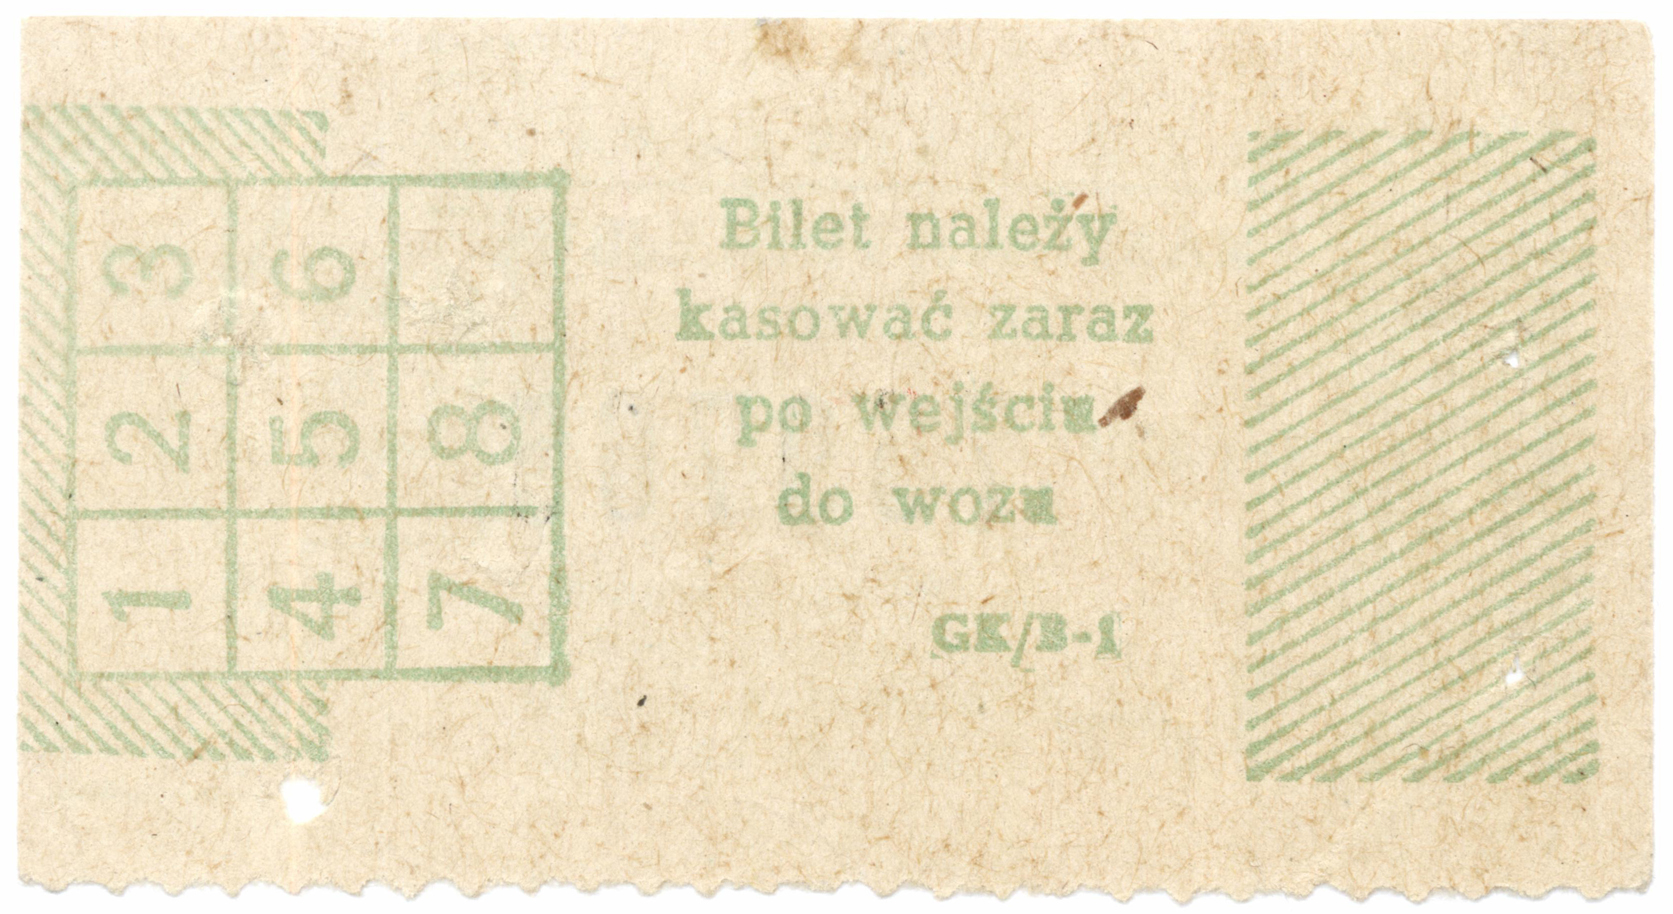 3 6
2 5 8
1 4 7
Bilet należy
kasować zaraz
po wejściu
do wozu
GK/B-1